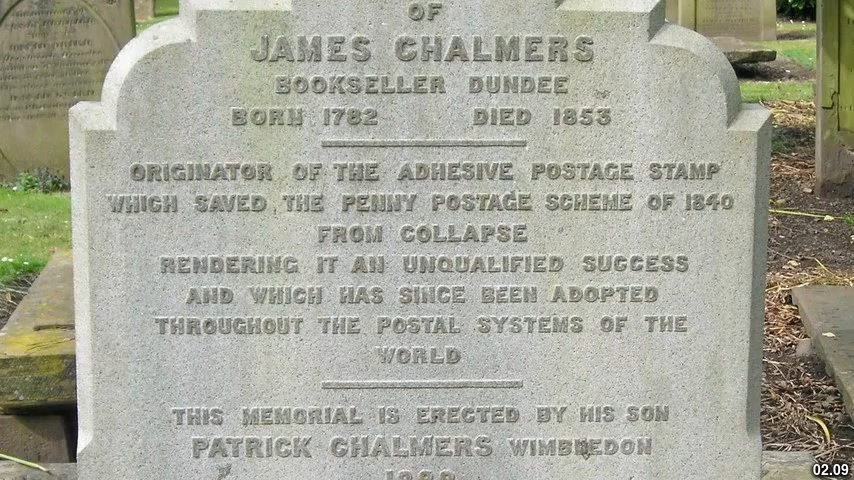 OF
JAMES CHALMERS
BOOKSELLER DUNDEE
BORN 1782 DIED 1853
ORIGINATOR OF THE ADHESIVE POSTAGE STAMP
WHICH SAVED THE PENNY POSTAGE SCHEME OF 1840
FROM COLLAPSE
RENDERING IT AN UNQUALIFIED SUCCESS
AND WHICH HAS SINCE BEEN ADOPTED
THROUGHOUT THE POSTAL SYSTEMS OF THE
WORLD
THIS MEMORIAL IS ERECTED BY HIS SON
PATRICK CHALMERS WIMBLEDON
02.09